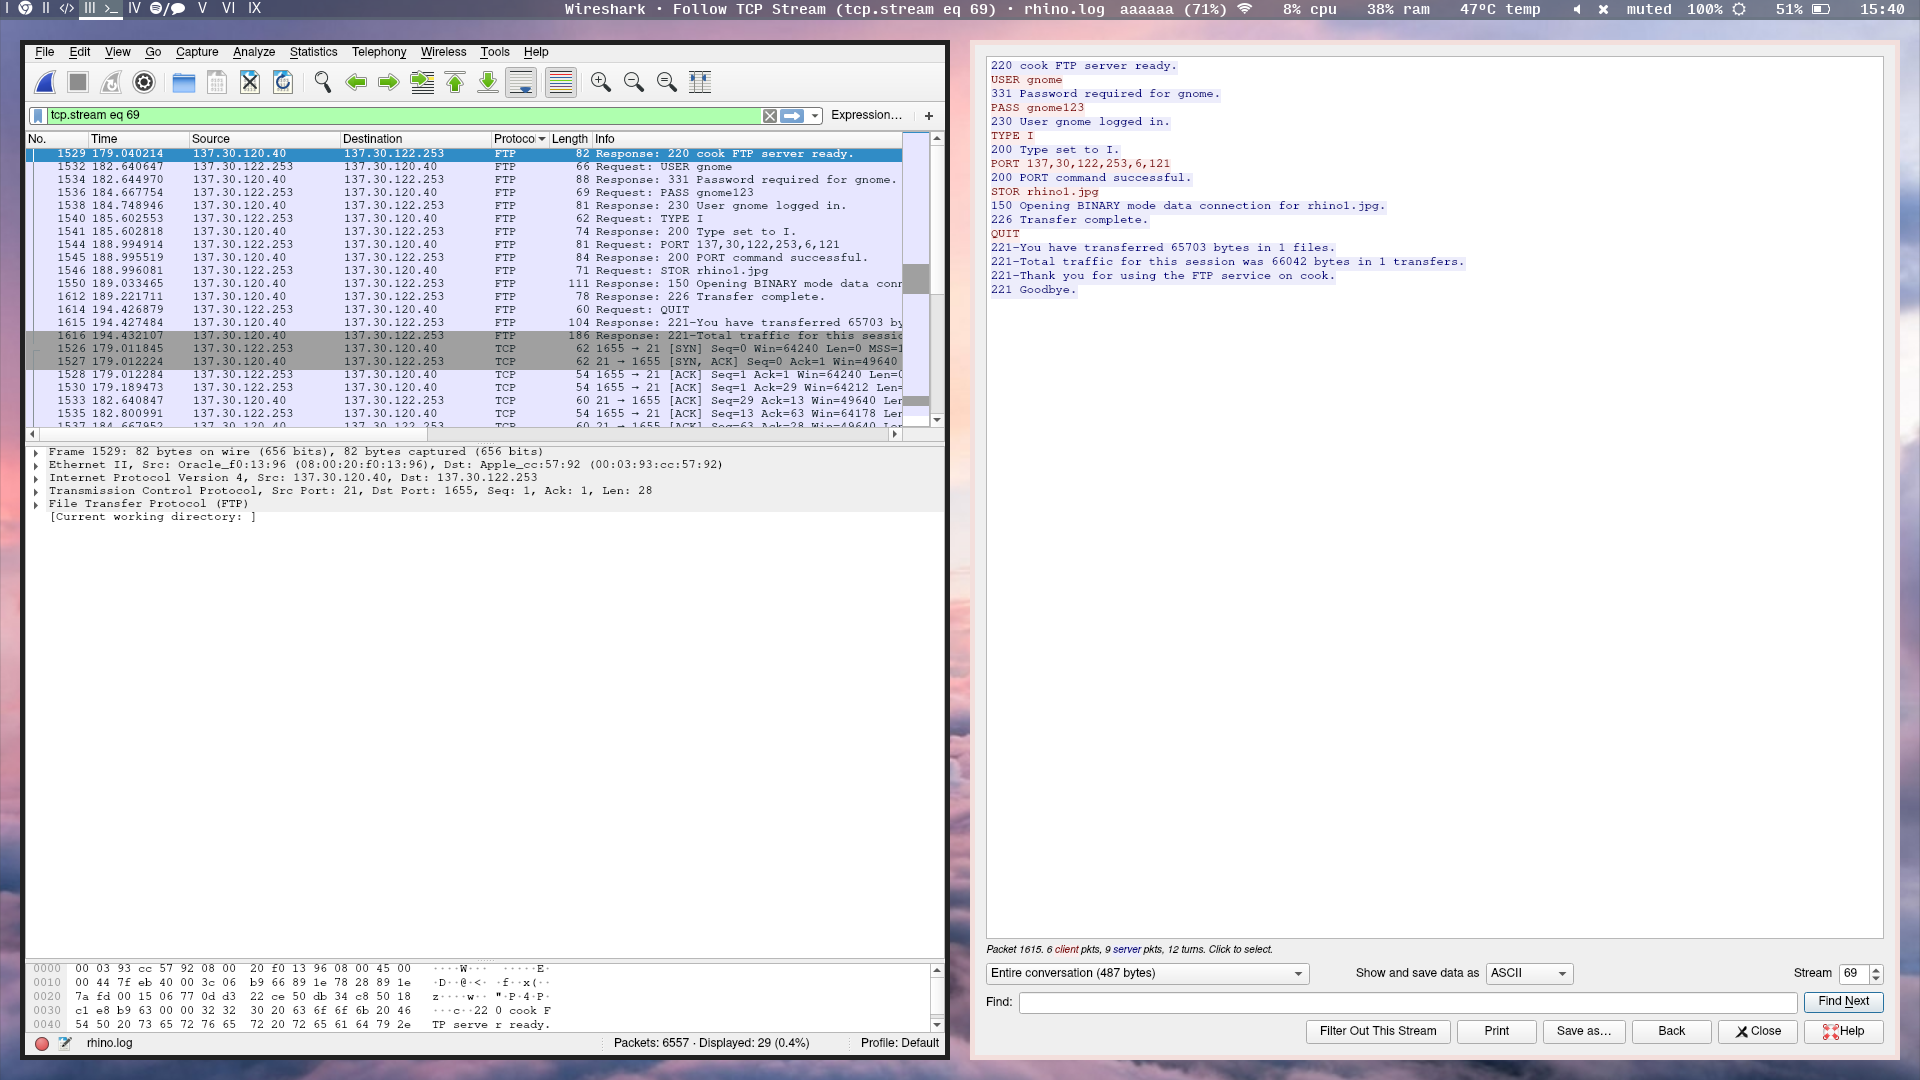 I II </> III >_ IV / V VI IX
Wireshark · Follow TCP Stream (tcp.stream eq 69) · rhino.log aaaaaa (71%) 8% cpu 38% ram 47ºC temp muted 100% 51% 15:40
File Edit View Go Capture Analyze Statistics Telephony Wireless Tools Help
tcp.stream eq 69 Expression… +
No. Time Source Destination Protoco Length Info
1529 179.040214 137.30.120.40 137.30.122.253 FTP 82 Response: 220 cook FTP server ready.
1532 182.640647 137.30.122.253 137.30.120.40 FTP 66 Request: USER gnome
1534 182.644970 137.30.120.40 137.30.122.253 FTP 88 Response: 331 Password required for gnome.
1536 184.667754 137.30.122.253 137.30.120.40 FTP 69 Request: PASS gnome123
1538 184.748946 137.30.120.40 137.30.122.253 FTP 81 Response: 230 User gnome logged in.
1540 185.602553 137.30.122.253 137.30.120.40 FTP 62 Request: TYPE I
1541 185.602818 137.30.120.40 137.30.122.253 FTP 74 Response: 200 Type set to I.
1544 188.994914 137.30.122.253 137.30.120.40 FTP 81 Request: PORT 137,30,122,253,6,121
1545 188.995519 137.30.120.40 137.30.122.253 FTP 84 Response: 200 PORT command successful.
1546 188.996081 137.30.122.253 137.30.120.40 FTP 71 Request: STOR rhino1.jpg
1550 189.033465 137.30.120.40 137.30.122.253 FTP 111 Response: 150 Opening BINARY mode data conn
1612 189.221711 137.30.120.40 137.30.122.253 FTP 78 Response: 226 Transfer complete.
1614 194.426879 137.30.122.253 137.30.120.40 FTP 60 Request: QUIT
1615 194.427484 137.30.120.40 137.30.122.253 FTP 104 Response: 221-You have transferred 65703 by
1616 194.432107 137.30.120.40 137.30.122.253 FTP 186 Response: 221-Total traffic for this sessi
1526 179.011845 137.30.122.253 137.30.120.40 TCP 62 1655 → 21 [SYN] Seq=0 Win=64240 Len=0 MSS=1
1527 179.012224 137.30.120.40 137.30.122.253 TCP 62 21 → 1655 [SYN, ACK] Seq=0 Ack=1 Win=49640
1528 179.012284 137.30.122.253 137.30.120.40 TCP 54 1655 → 21 [ACK] Seq=1 Ack=1 Win=64240 Len=0
1530 179.189473 137.30.122.253 137.30.120.40 TCP 54 1655 → 21 [ACK] Seq=1 Ack=29 Win=64212 Len=
1533 182.640847 137.30.120.40 137.30.122.253 TCP 60 21 → 1655 [ACK] Seq=29 Ack=13 Win=49640 Len
1535 182.800991 137.30.122.253 137.30.120.40 TCP 54 1655 → 21 [ACK] Seq=13 Ack=63 Win=64178 Len
1537 184.667952 137.30.120.40 137.30.122.253 TCP 60 21 → 1655 [ACK] Seq=63 Ack=28 Win=49640 Len
Frame 1529: 82 bytes on wire (656 bits), 82 bytes captured (656 bits)
Ethernet II, Src: Oracle_f0:13:96 (08:00:20:f0:13:96), Dst: Apple_cc:57:92 (00:03:93:cc:57:92)
Internet Protocol Version 4, Src: 137.30.120.40, Dst: 137.30.122.253
Transmission Control Protocol, Src Port: 21, Dst Port: 1655, Seq: 1, Ack: 1, Len: 28
File Transfer Protocol (FTP)
[Current working directory: ]
0000 00 03 93 cc 57 92 08 00 20 f0 13 96 08 00 45 00 ····W··· ·····E·
0010 00 44 7f eb 40 00 3c 06 b9 66 89 1e 78 28 89 1e ·D··@·<· ·f··x(··
0020 7a fd 00 15 06 77 0d d3 22 ce 50 db 34 c8 50 18 z····w·· "·P·4·P·
0030 c1 e8 b9 63 00 00 32 32 30 20 63 6f 6f 6b 20 46 ···c··22 0 cook F
0040 54 50 20 73 65 72 76 65 72 20 72 65 61 64 79 2e TP serve r ready.
rhino.log Packets: 6557 · Displayed: 29 (0.4%) Profile: Default
220 cook FTP server ready.
USER gnome
331 Password required for gnome.
PASS gnome123
230 User gnome logged in.
TYPE I
200 Type set to I.
PORT 137,30,122,253,6,121
200 PORT command successful.
STOR rhino1.jpg
150 Opening BINARY mode data connection for rhino1.jpg.
226 Transfer complete.
QUIT
221-You have transferred 65703 bytes in 1 files.
221-Total traffic for this session was 66042 bytes in 1 transfers.
221-Thank you for using the FTP service on cook.
221 Goodbye.
Packet 1615. 6 client pkts, 9 server pkts, 12 turns. Click to select.
Entire conversation (487 bytes) Show and save data as ASCII Stream 69
Find: Find Next
Filter Out This Stream Print Save as… Back Close Help